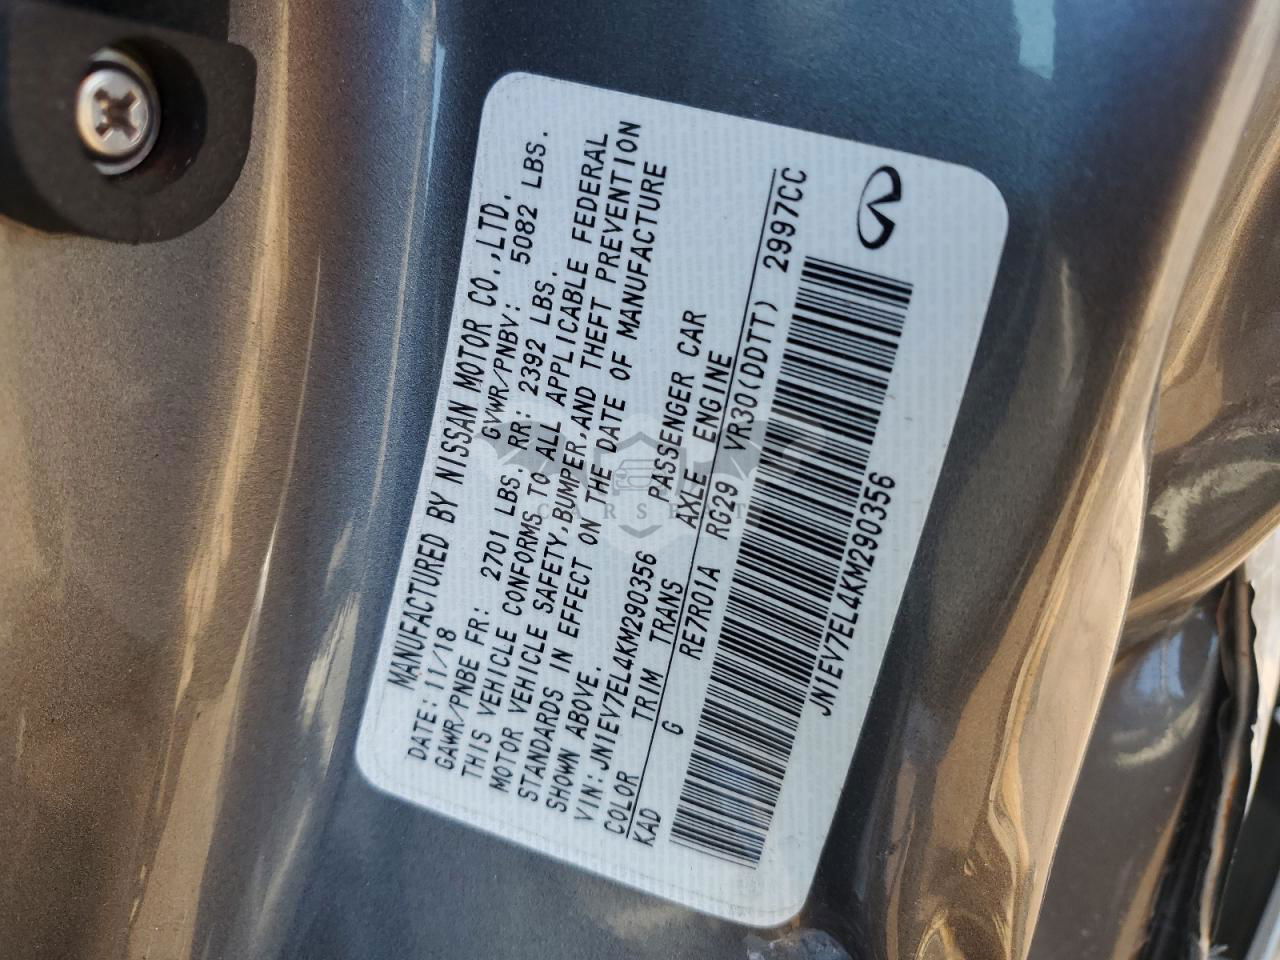 MANUFACTURED BY NISSAN MOTOR CO.,LTD.
DATE: 11/18 GVWR/PNBV: 5082 LBS.
GAWR/PNBE FR: 2701 LBS. RR: 2392 LBS.
THIS VEHICLE CONFORMS TO ALL APPLICABLE FEDERAL
MOTOR VEHICLE SAFETY,BUMPER,AND THEFT PREVENTION
STANDARDS IN EFFECT ON THE DATE OF MANUFACTURE
SHOWN ABOVE.
VIN:JN1EV7EL4KM290356 PASSENGER CAR
COLOR TRIM TRANS AXLE ENGINE
KAD G RE7R01A RC29 VR30(DDTT) 2997CC
JN1EV7EL4KM290356
CARSBAT